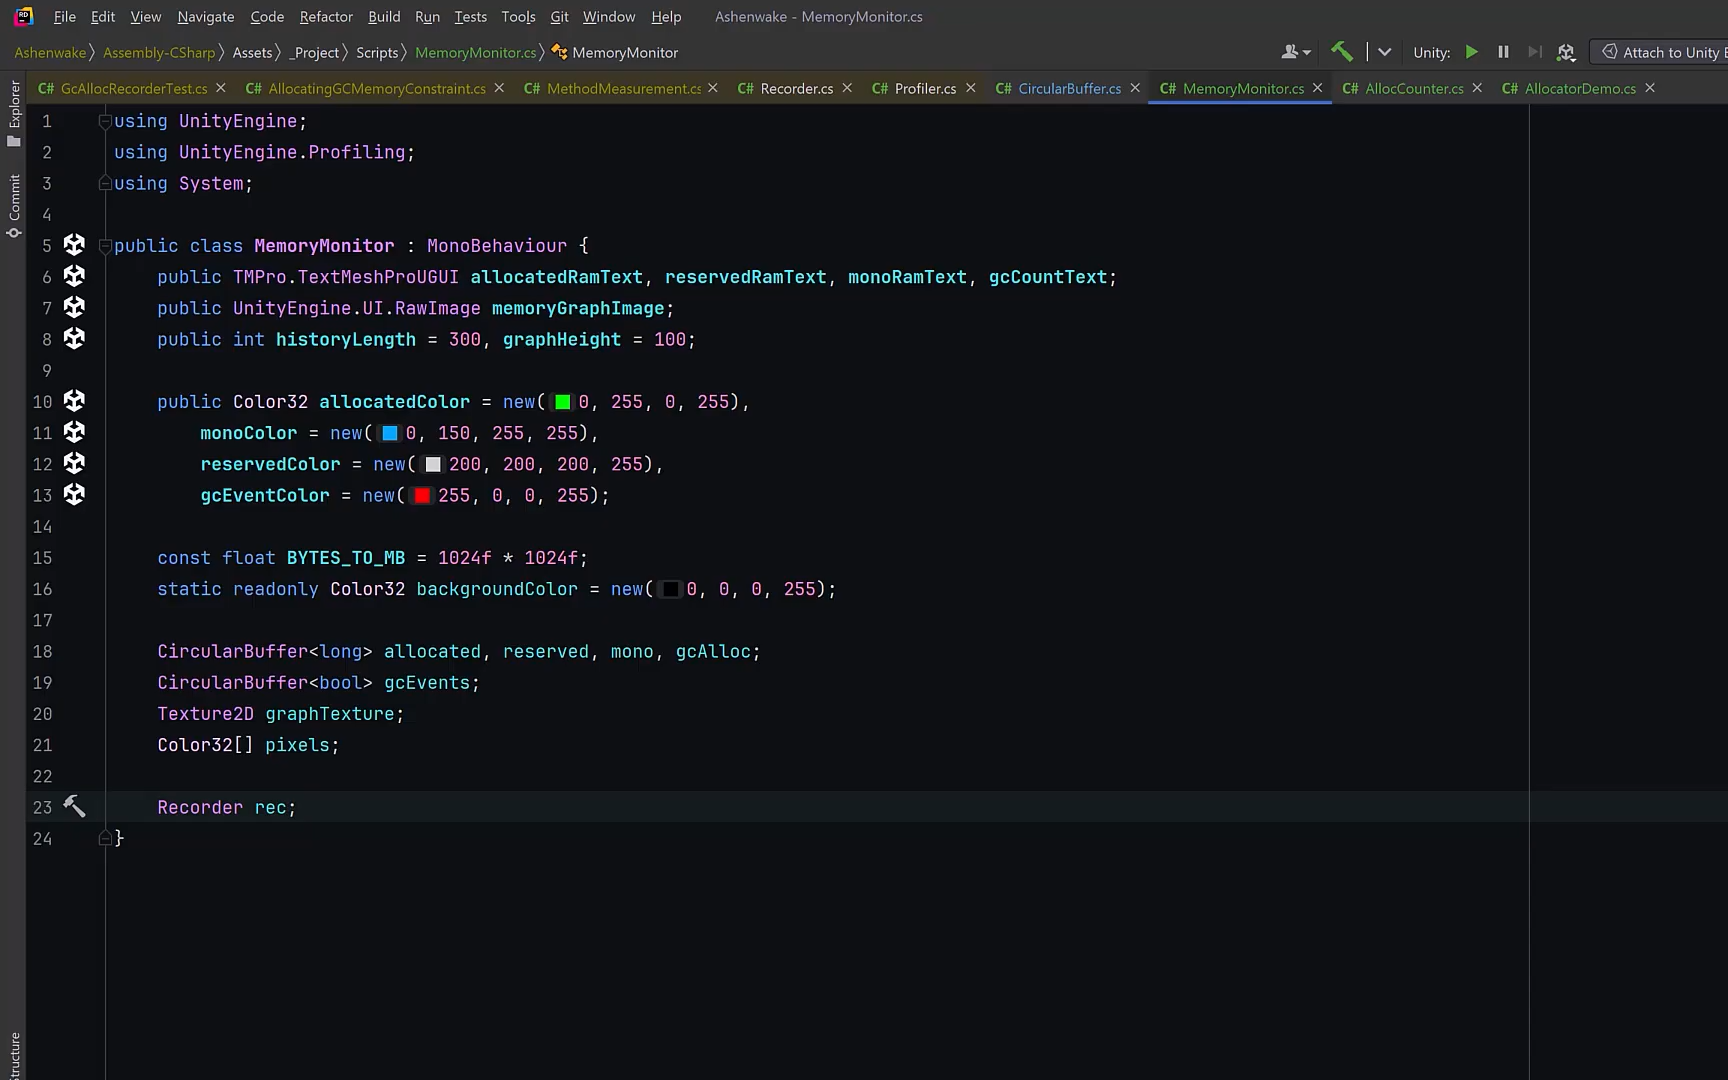 RD File Edit View Navigate Code Refactor Build Run Tests Tools Git Window Help Ashenwake - MemoryMonitor.cs
Ashenwake Assembly-CSharp Assets _Project Scripts MemoryMonitor.cs MemoryMonitor Unity: Attach to Unity E
C# GcAllocRecorderTest.cs C# AllocatingGCMemoryConstraint.cs C# MethodMeasurement.cs C# Recorder.cs C# Profiler.cs C# CircularBuffer.cs C# MemoryMonitor.cs C# AllocCounter.cs C# AllocatorDemo.cs
Explorer
Commit
Structure
1 using UnityEngine;
2 using UnityEngine.Profiling;
3 using System;
4
5 public class MemoryMonitor : MonoBehaviour {
6 public TMPro.TextMeshProUGUI allocatedRamText, reservedRamText, monoRamText, gcCountText;
7 public UnityEngine.UI.RawImage memoryGraphImage;
8 public int historyLength = 300, graphHeight = 100;
9
10 public Color32 allocatedColor = new(0, 255, 0, 255),
11 monoColor = new(0, 150, 255, 255),
12 reservedColor = new(200, 200, 200, 255),
13 gcEventColor = new(255, 0, 0, 255);
14
15 const float BYTES_TO_MB = 1024f * 1024f;
16 static readonly Color32 backgroundColor = new(0, 0, 0, 255);
17
18 CircularBuffer<long> allocated, reserved, mono, gcAlloc;
19 CircularBuffer<bool> gcEvents;
20 Texture2D graphTexture;
21 Color32[] pixels;
22
23 Recorder rec;
24 }